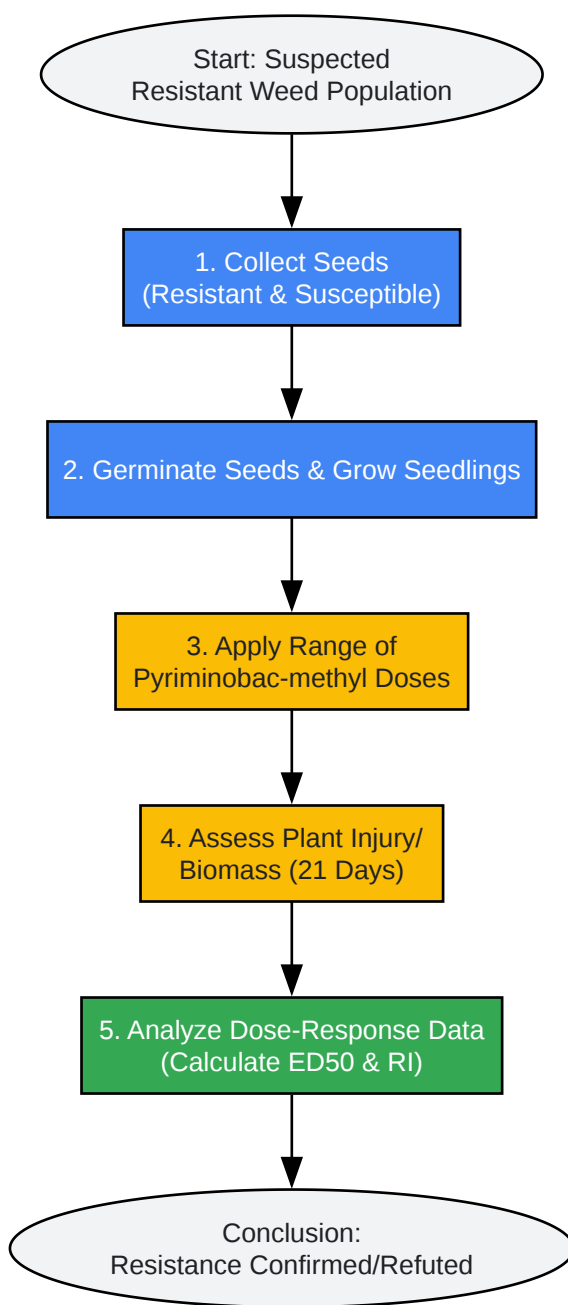 Start: Suspected
Resistant Weed Population
1. Collect Seeds
(Resistant & Susceptible)
2. Germinate Seeds & Grow Seedlings
3. Apply Range of
Pyriminobac-methyl Doses
4. Assess Plant Injury/
Biomass (21 Days)
5. Analyze Dose-Response Data
(Calculate ED50 & RI)
Conclusion:
Resistance Confirmed/Refuted